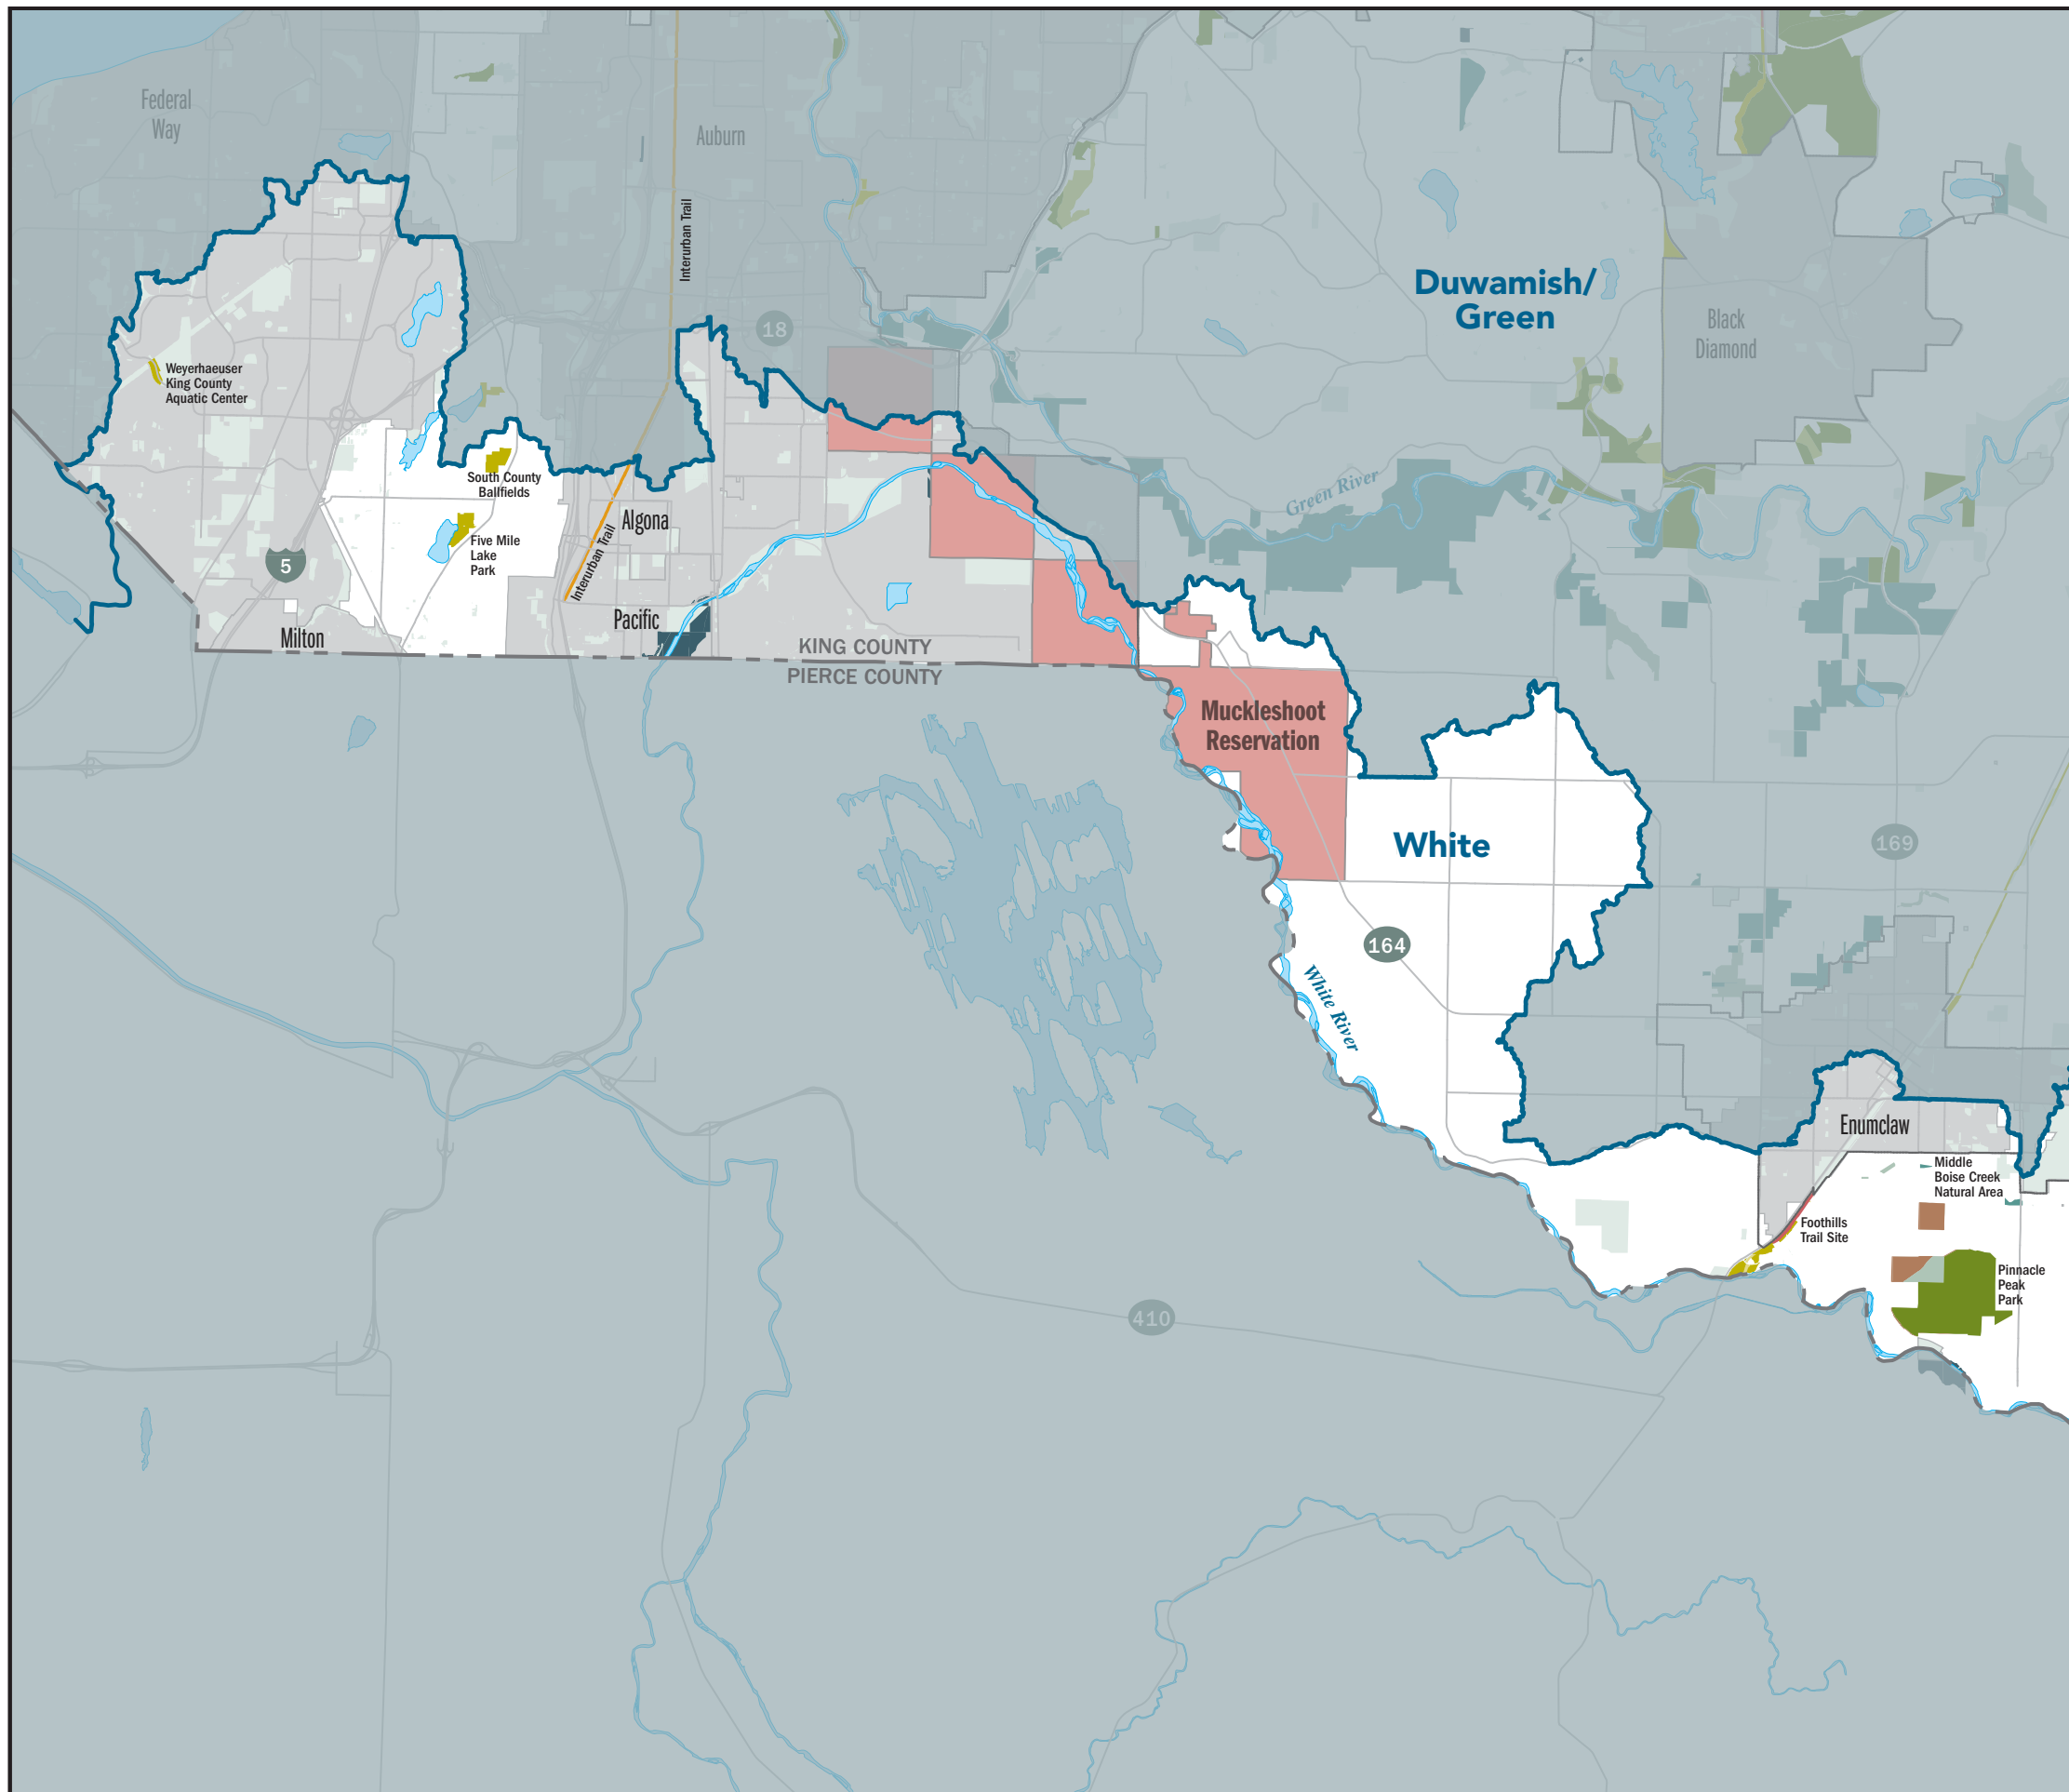 Federal
Way
Auburn
Interurban Trail
18
Duwamish/
Green
Black
Diamond
Weyerhaeuser
King County
Aquatic Center
South County
Ballfields
Green River
Algona
Five Mile
Lake
Park
5
Interurban Trail
Pacific
Milton
KING COUNTY
PIERCE COUNTY
Muckleshoot
Reservation
White
169
164
White River
Enumclaw
Middle
Boise Creek
Natural Area
Foothills
Trail Site
Pinnacle
Peak
Park
410